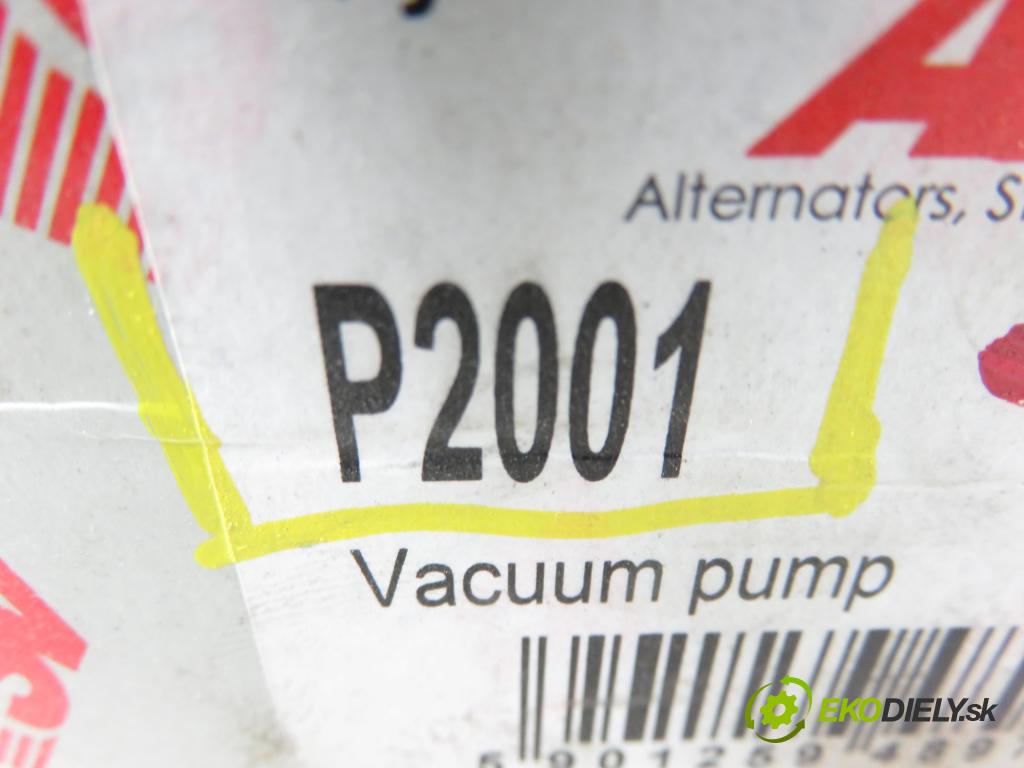 Alternators,
P2001
Vacuum pump
EKODIELY.sk